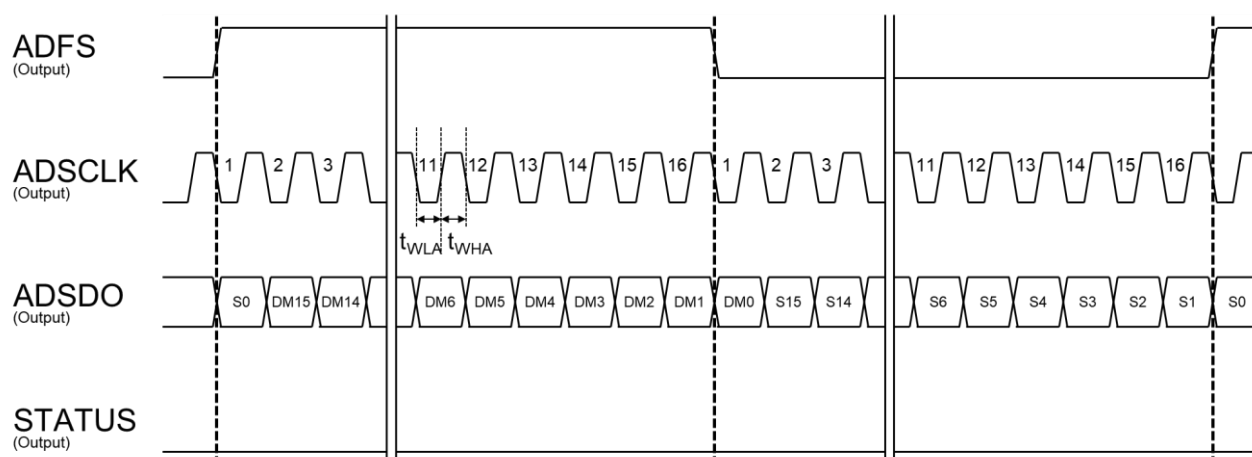 ADFS
(Output)
ADSCLK
(Output)
1 2 3 11 12 13 14 15 16 1 2 3 11 12 13 14 15 16
tWLA tWHA
ADSDO
(Output)
S0 DM15 DM14 DM6 DM5 DM4 DM3 DM2 DM1 DM0 S15 S14 S6 S5 S4 S3 S2 S1 S0
STATUS
(Output)